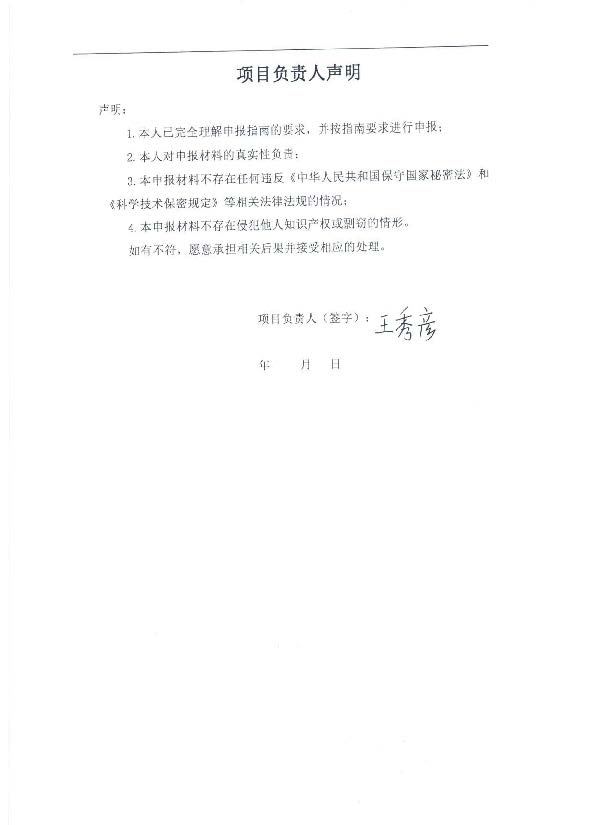 项目负责人声明
声明：
1.本人已完全理解申报指南的要求，并按指南要求进行申报；
2.本人对申报材料的真实性负责；
3.本申报材料不存在任何违反《中华人民共和国保守国家秘密法》和
《科学技术保密规定》等相关法律法规的情况；
4.本申报材料不存在侵犯他人知识产权或剽窃的情形。
如有不符，愿意承担相关后果并接受相应的处理。
项目负责人（签字）：王秀彦
年 月 日